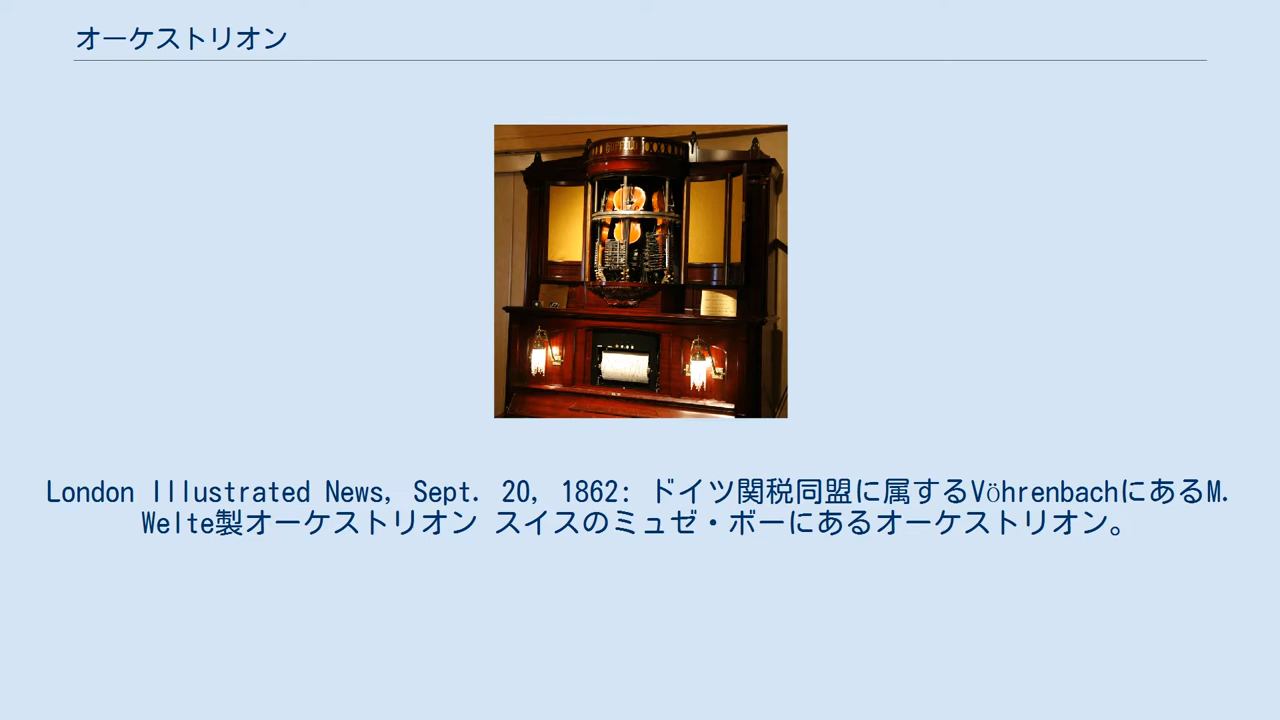 オーケストリオン
London Illustrated News, Sept. 20, 1862: ドイツ関税同盟に属するVöhrenbachにあるM.
Welte製オーケストリオン スイスのミュゼ・ボーにあるオーケストリオン。